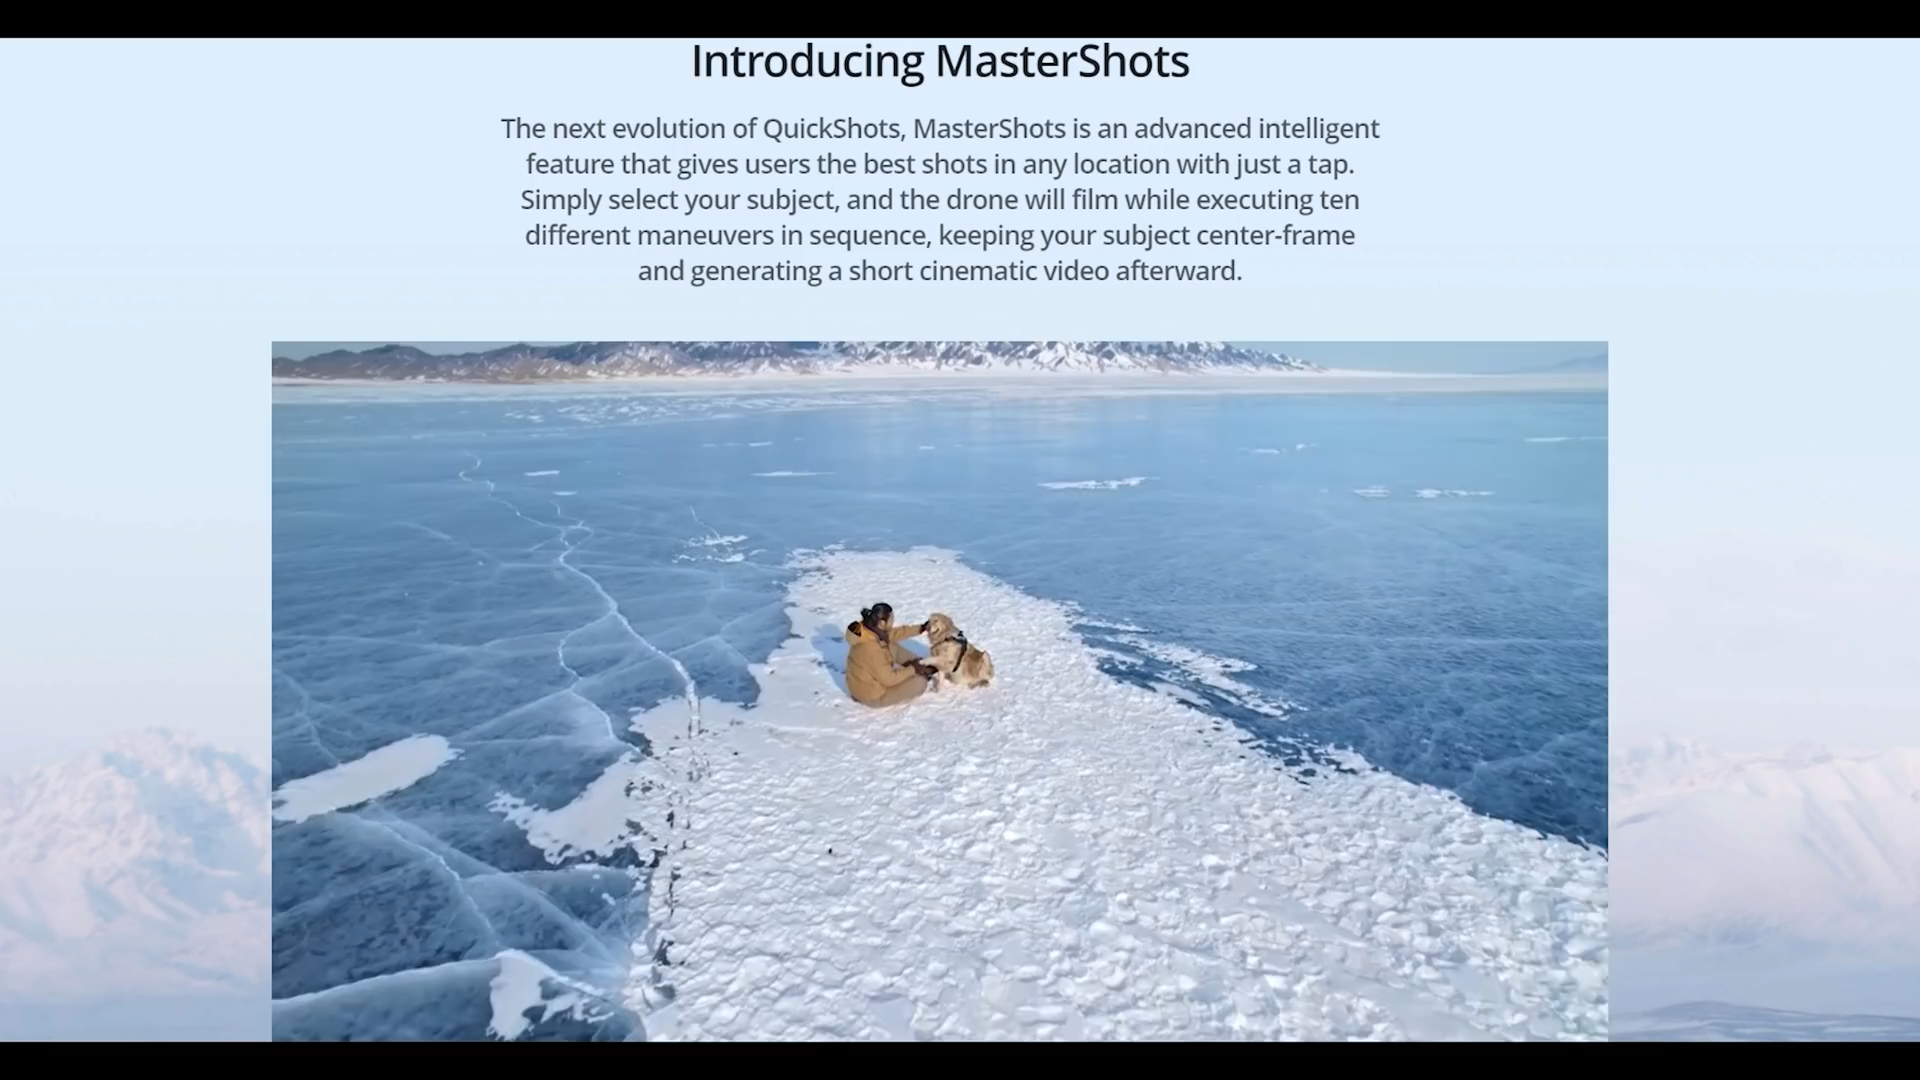 Introducing MasterShots
The next evolution of QuickShots, MasterShots is an advanced intelligent
feature that gives users the best shots in any location with just a tap.
Simply select your subject, and the drone will film while executing ten
different maneuvers in sequence, keeping your subject center-frame
and generating a short cinematic video afterward.